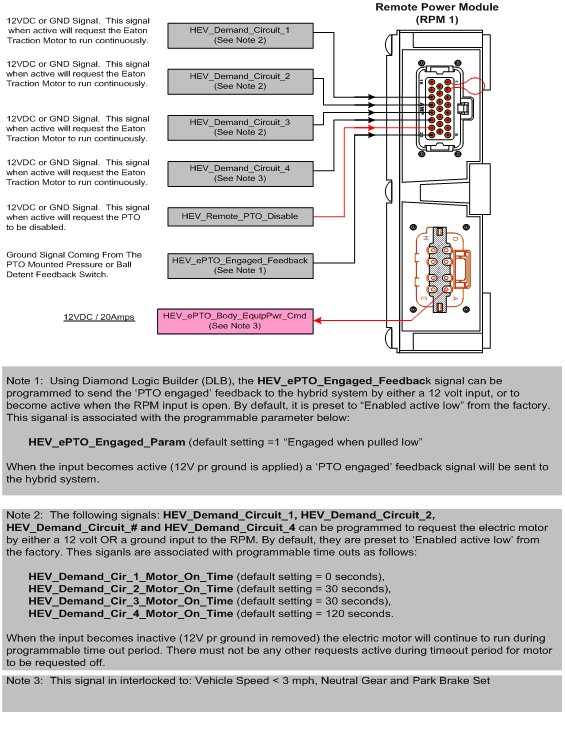 Remote Power Module
(RPM 1)
12VDC or GND Signal.  This signal
when active will request the Eaton
Traction Motor to run continuously.
HEV_Demand_Circuit_1
(See Note 2)
12VDC or GND Signal.  This signal
when active will request the Eaton
Traction Motor to run continuously.
HEV_Demand_Circuit_2
(See Note 2)
12VDC or GND Signal.  This signal
when active will request the Eaton
Traction Motor to run continuously.
HEV_Demand_Circuit_3
(See Note 2)
12VDC or GND Signal.  This signal
when active will request the Eaton
Traction Motor to run continuously.
HEV_Demand_Circuit_4
(See Note 3)
12VDC or GND Signal.  This signal
when active will request the PTO
to be disabled.
HEV_Remote_PTO_Disable
Ground Signal Coming From The
PTO Mounted Pressure or Ball
Detent Feedback Switch.
HEV_ePTO_Engaged_Feedback
(See Note 1)
12VDC / 20Amps
HEV_ePTO_Body_EquipPwr_Cmd
(See Note 3)
Note 1:  Using Diamond Logic Builder (DLB), the HEV_ePTO_Engaged_Feedback signal can be
programmed to send the ‘PTO engaged’ feedback to the hybrid system by either a 12 volt input, or to
become active when the RPM input is open. By default, it is preset to “Enabled active low” from the factory.
This siganal is associated with the programmable parameter below:
HEV_ePTO_Engaged_Param (default setting =1 “Engaged when pulled low”
When the input becomes active (12V pr ground is applied) a ‘PTO engaged’ feedback signal will be sent to
the hybrid system.
Note 2:  The following signals: HEV_Demand_Circuit_1, HEV_Demand_Circuit_2,
HEV_Demand_Circuit_# and HEV_Demand_Circuit_4 can be programmed to request the electric motor
by either a 12 volt OR a ground input to the RPM. By default, they are preset to ‘Enabled active low’ from
the factory. Thes siganls are associated with programmable time outs as follows:
HEV_Demand_Cir_1_Motor_On_Time (default setting = 0 seconds),
HEV_Demand_Cir_2_Motor_On_Time (default setting = 30 seconds),
HEV_Demand_Cir_3_Motor_On_Time (default setting = 30 seconds),
HEV_Demand_Cir_4_Motor_On_Time (default setting = 120 seconds.
When the input becomes inactive (12V pr ground in removed) the electric motor will continue to run during
programmable time out period. There must not be any other requests active during timeout period for motor
to be requested off.
Note 3:  This signal in interlocked to: Vehicle Speed < 3 mph, Neutral Gear and Park Brake Set